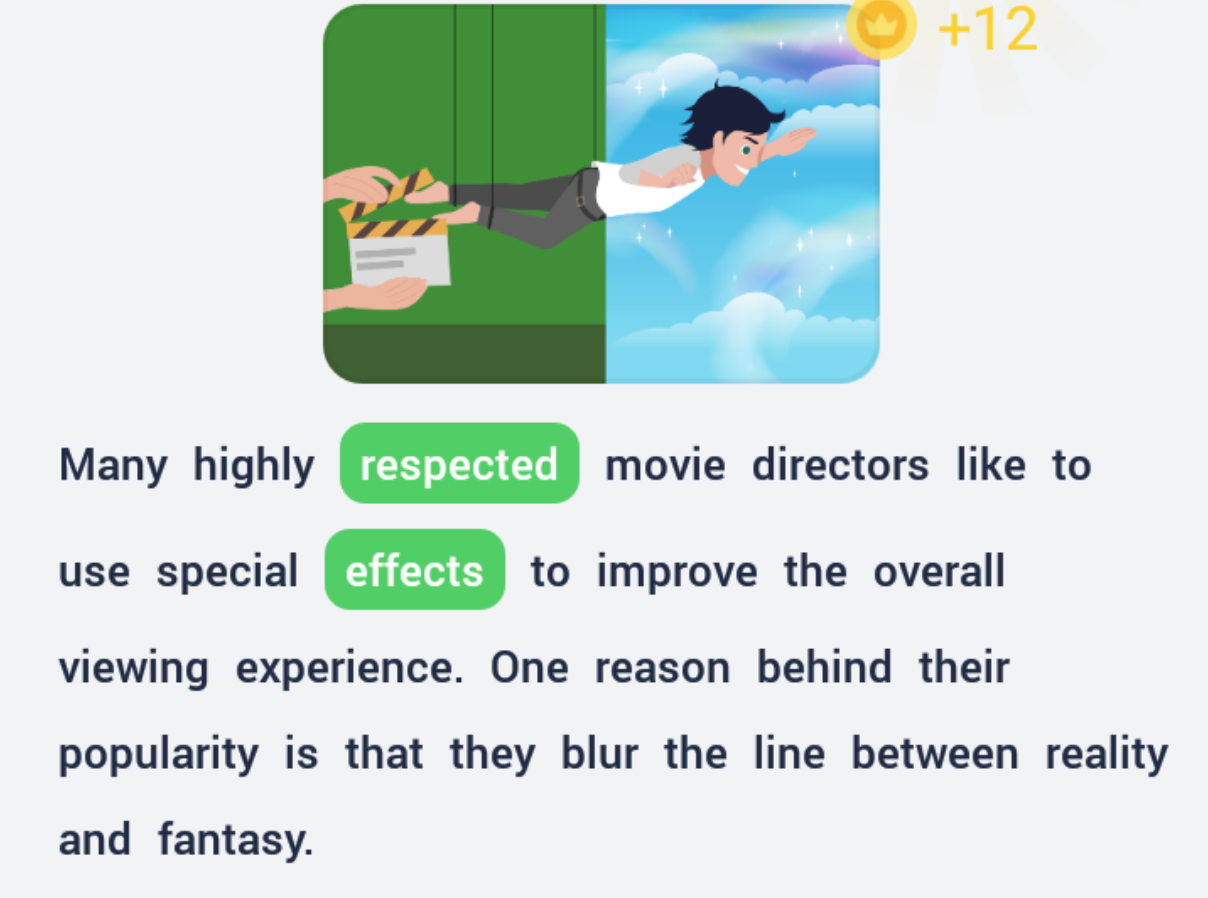 +12
Many highly respected movie directors like to
use special effects to improve the overall
viewing experience. One reason behind their
popularity is that they blur the line between reality
and fantasy.